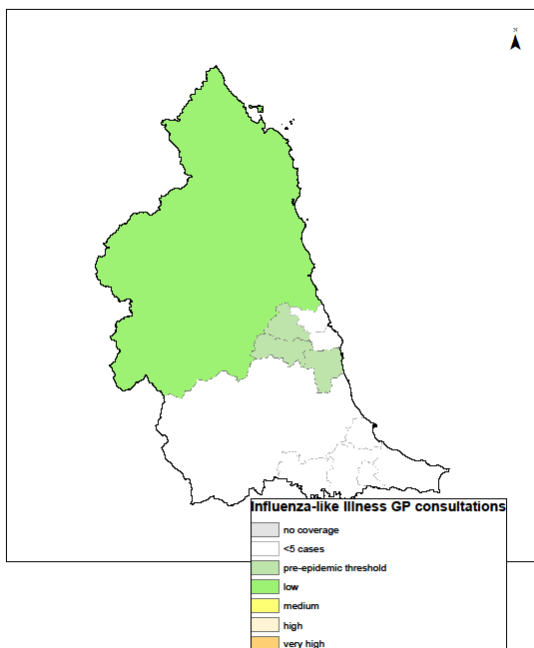 N
Influenza-like Illness GP consultations
no coverage
<5 cases
pre-epidemic threshold
low
medium
high
very high